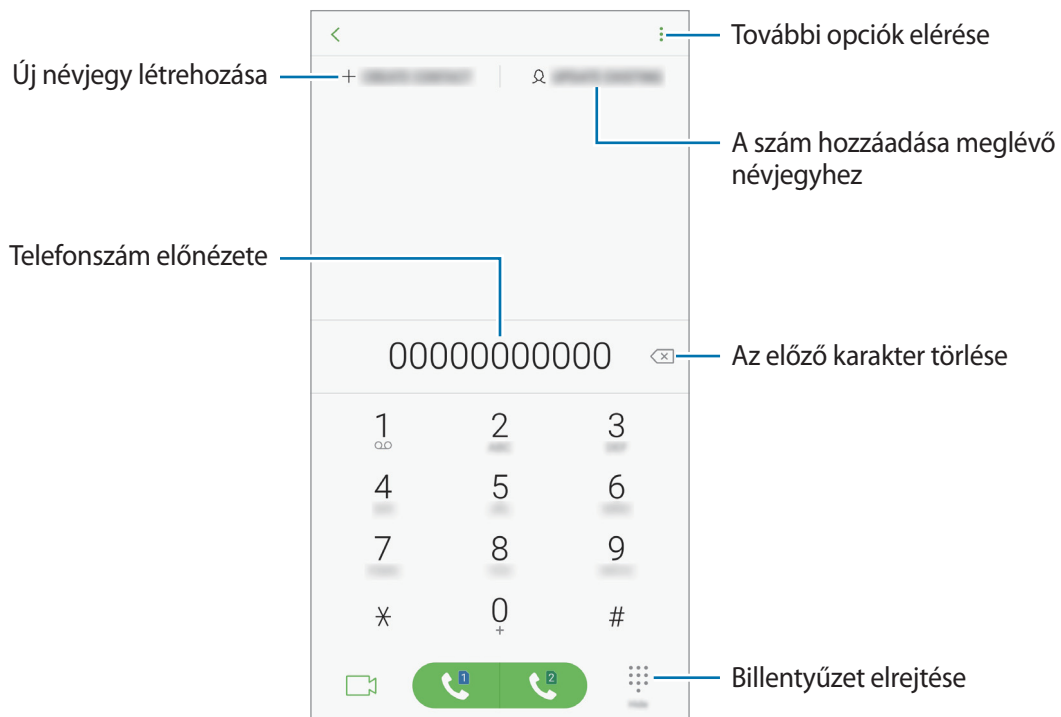 További opciók elérése
Új névjegy létrehozása
A szám hozzáadása meglévő
névjegyhez
Telefonszám előnézete
00000000000
Az előző karakter törlése
1 2 3
4 5 6
7 8 9
* 0 #
+
1 2
Billentyűzet elrejtése